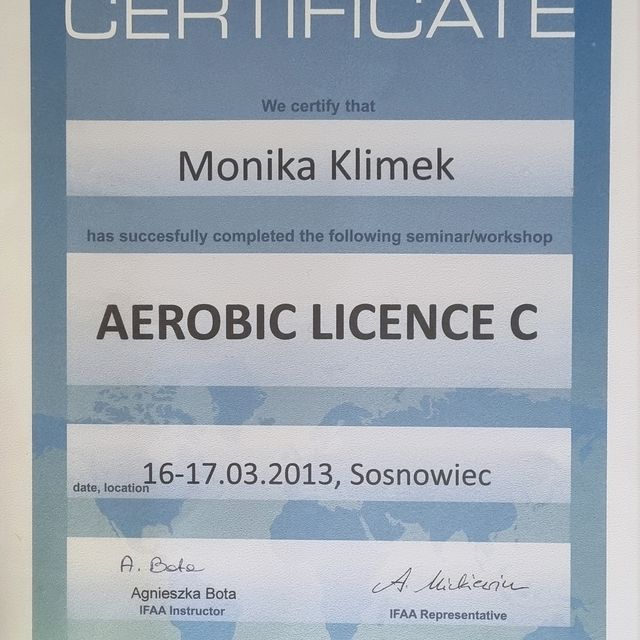 CERTIFICATE
We certify that
Monika Klimek
has succesfully completed the following seminar/workshop
AEROBIC LICENCE C
16-17.03.2013, Sosnowiec
date, location
A. Bota
Agnieszka Bota
IFAA Instructor
A. Mickiewicz
IFAA Representative